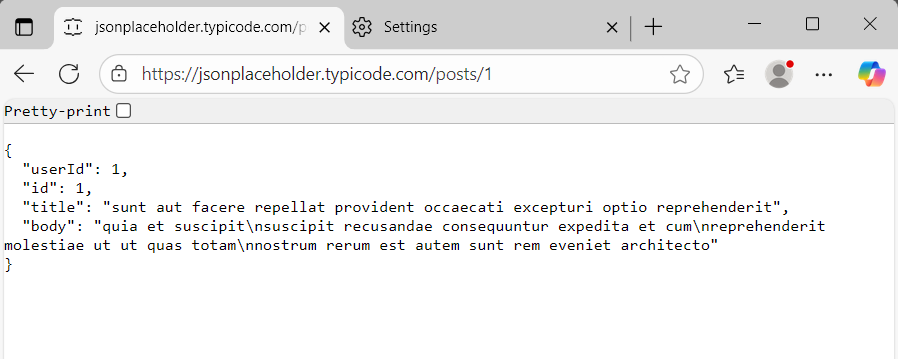 jsonplaceholder.typicode.com/p
Settings
https://jsonplaceholder.typicode.com/posts/1
Pretty-print
{
  "userId": 1,
  "id": 1,
  "title": "sunt aut facere repellat provident occaecati excepturi optio reprehenderit",
  "body": "quia et suscipit\nsuscipit recusandae consequuntur expedita et cum\nreprehenderit
molestiae ut ut quas totam\nnostrum rerum est autem sunt rem eveniet architecto"
}